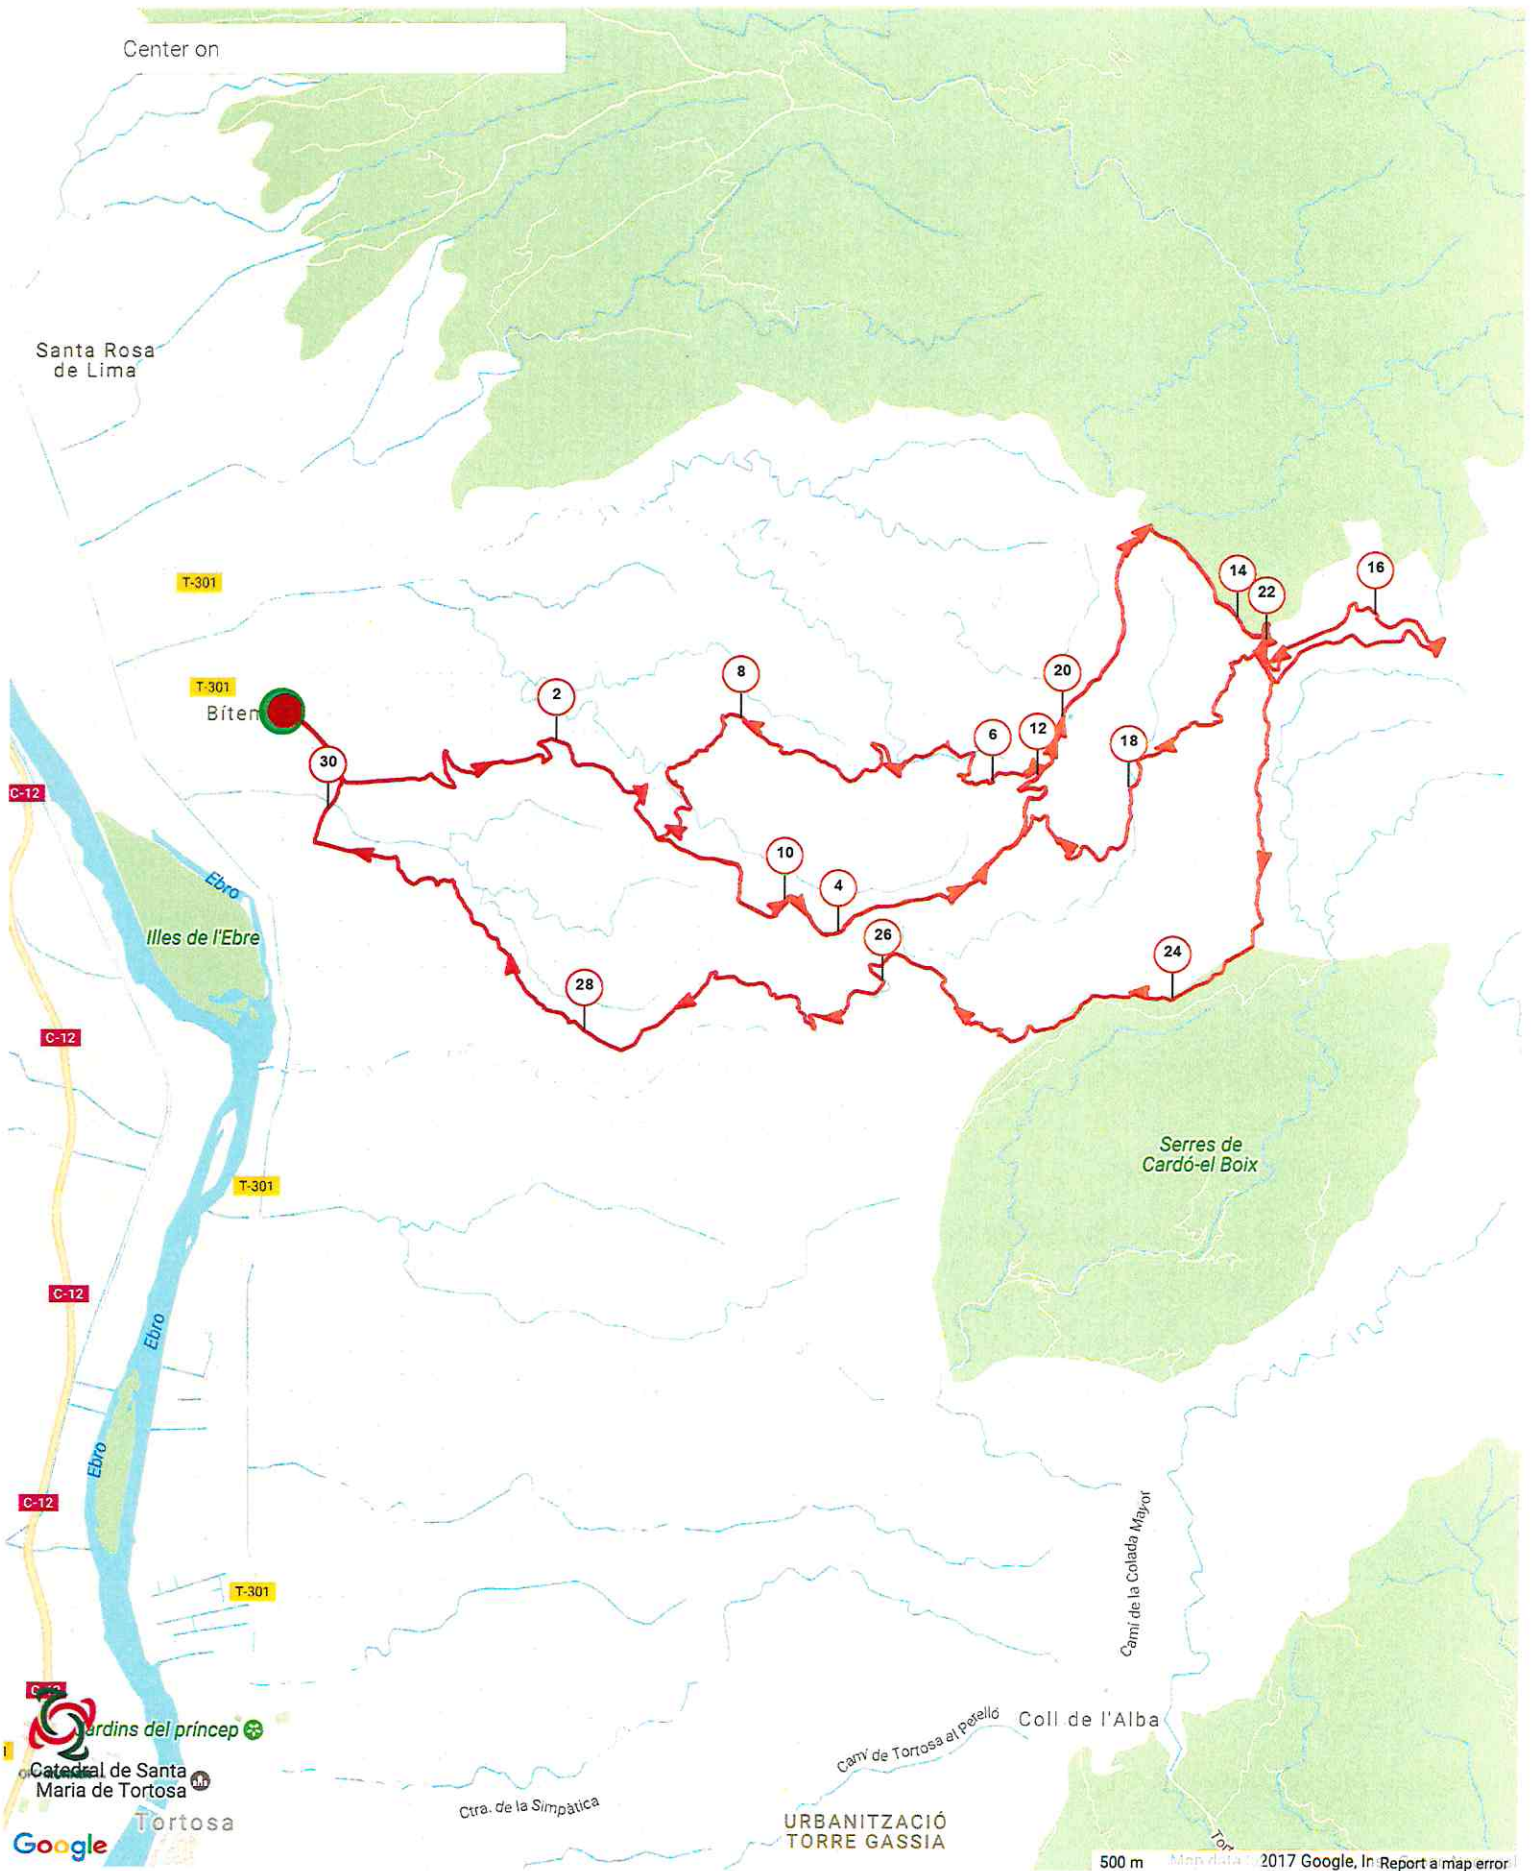 Center on
Santa Rosa
de Lima
T-301
14
16
22
T-301
Bíten
2
8
20
6
12
18
30
C-12
10
4
Ebro
Illes de l'Ebre
26
24
28
C-12
Serres de
Cardó-el Boix
T-301
C-12
Ebro
Ebro
C-12
Camí de la Colada Mayor
T-301
Jardins del príncep
Coll de l'Alba
Camí de Tortosa al Perelló
Catedral de Santa
Maria de Tortosa
Ctra. de la Simpàtica
Tortosa
URBANITZACIÓ
TORRE GASSIA
Google
Tort
500 m
2017 Google, In
Report a map error